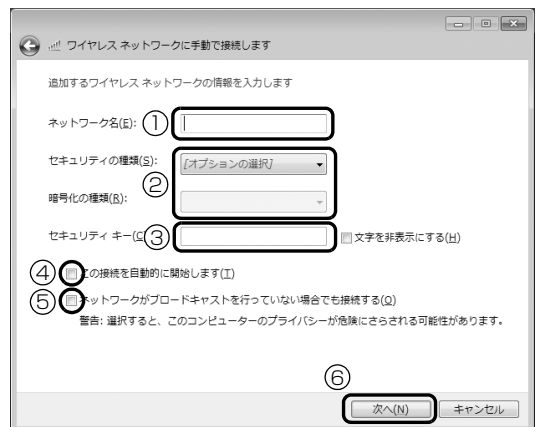 ワイヤレス ネットワークに手動で接続します
追加するワイヤレス ネットワークの情報を入力します
ネットワーク名(E): ①
セキュリティの種類(S): [オプションの選択]
②
暗号化の種類(R):
セキュリティ キー(C ③ 文字を非表示にする(H)
④ この接続を自動的に開始します(T)
⑤ ネットワークがブロードキャストを行っていない場合でも接続する(O)
警告: 選択すると、このコンピューターのプライバシーが危険にさらされる可能性があります。
⑥
次へ(N) キャンセル